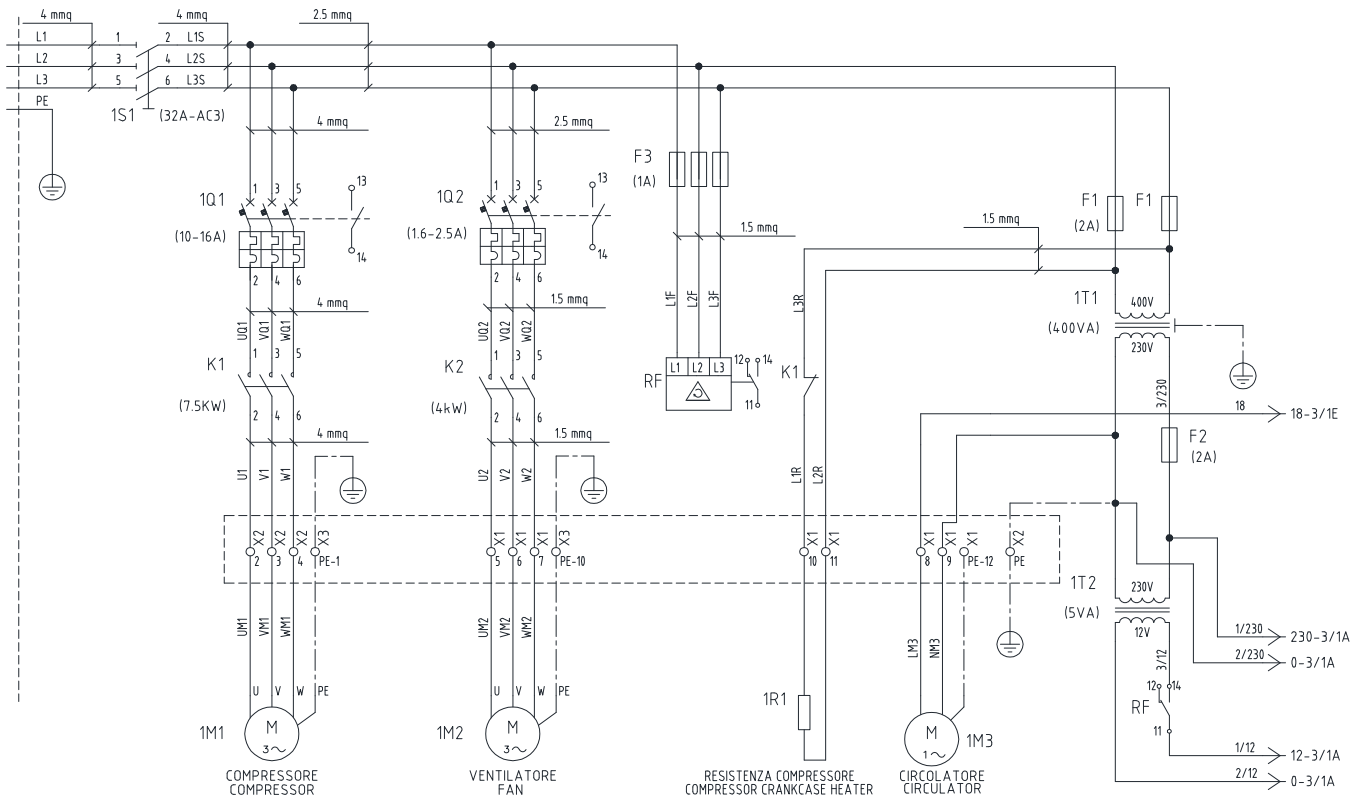 4 mmq 4 mmq 2.5 mmq
L1 1 2 L1S
L2 3 4 L2S
L3 5 6 L3S
PE
1S1 (32A-AC3)
4 mmq 2.5 mmq
F3
(1A)
1Q1 1 3 5 13
(10-16A)
14
2 4 6
1Q2 1 3 5 13
(1.6-2.5A)
14
2 4 6
1.5 mmq 1.5 mmq
F1 F1
(2A)
4 mmq 1.5 mmq
UQ1 VQ1 WQ1
UQ2 VQ2 WQ2
L1F L2F L3F
L3R
1T1 400V
(400VA)
230V
K1 1 3 5
(7.5KW)
2 4 6
K2 1 3 5
(4kW)
2 4 6
RF L1 L2 L3 12 14
11
K1
3/230
18 18-3/1E
F2
(2A)
4 mmq 1.5 mmq
U1 V1 W1
U2 V2 W2
L1R L2R
X2 X2 X2 X3
2 3 4 PE-1
X1 X1 X1 X3
5 6 7 PE-10
X1 X1
10 11
X1 X1 X1
8 9 PE-12
X2
PE
1T2 230V
(5VA)
12V
UM1 VM1 WM1
UM2 VM2 WM2
LM3 NM3
1/230 230-3/1A
2/230 0-3/1A
3/12
12 14
RF
11
1/12 12-3/1A
2/12 0-3/1A
U V W PE
1M1 M
3~
U V W PE
1M2 M
3~
1R1
M 1M3
1~
COMPRESSORE
COMPRESSOR
VENTILATORE
FAN
RESISTENZA COMPRESSORE
COMPRESSOR CRANKCASE HEATER
CIRCOLATORE
CIRCULATOR